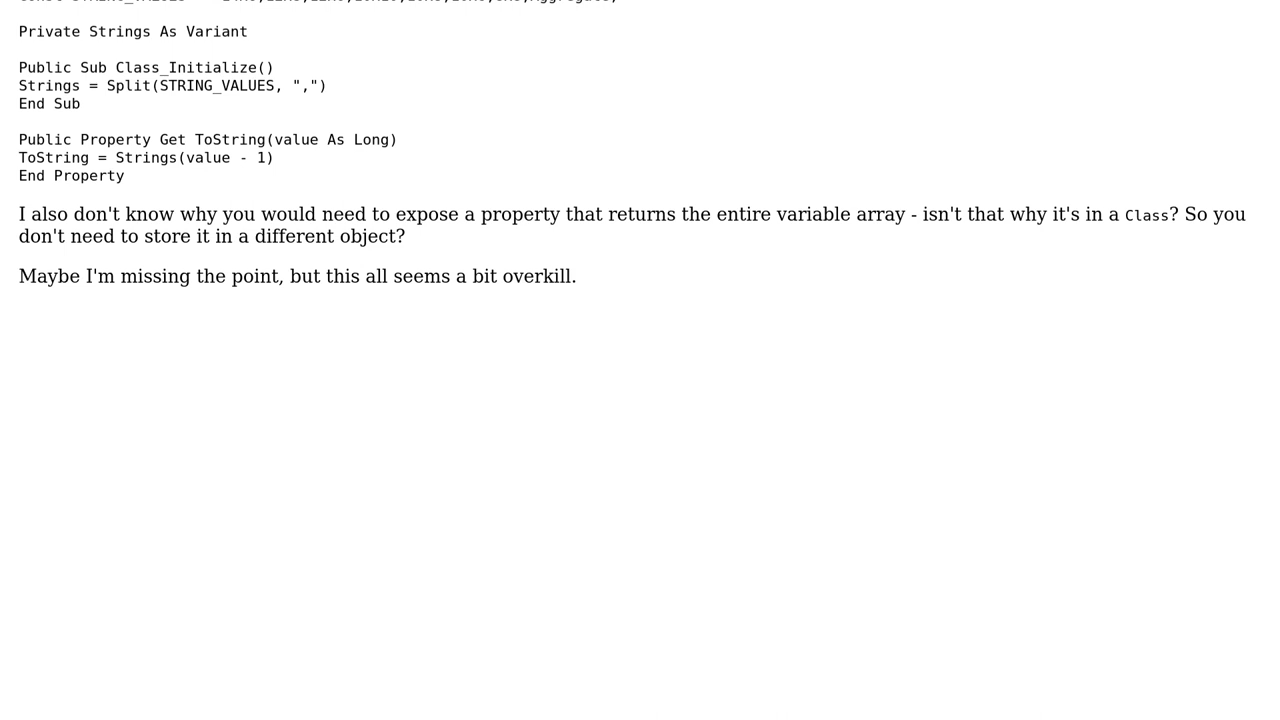 Private Strings As Variant
Public Sub Class_Initialize()
Strings = Split(STRING_VALUES, ",")
End Sub
Public Property Get ToString(value As Long)
ToString = Strings(value - 1)
End Property
I also don't know why you would need to expose a property that returns the entire variable array - isn't that why it's in a Class? So you
don't need to store it in a different object?
Maybe I'm missing the point, but this all seems a bit overkill.